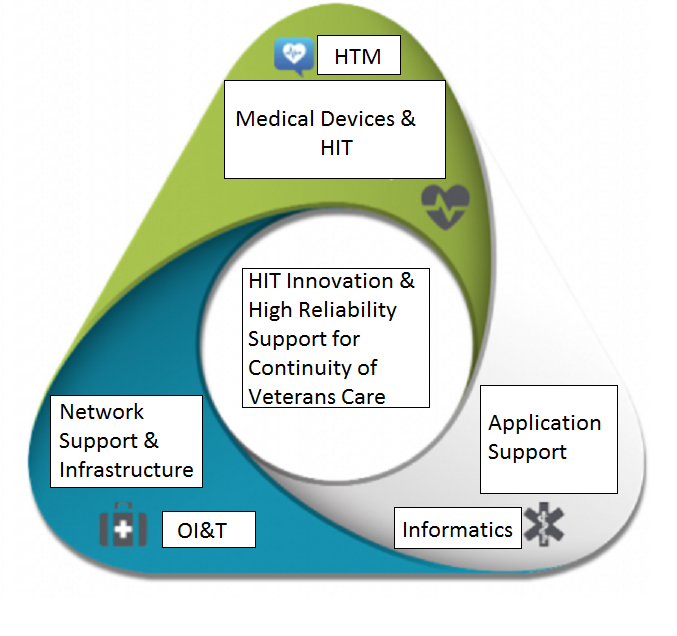 HTM
Medical Devices &
HIT
HIT Innovation &
High Reliability
Support for
Continuity of
Veterans Care
Network
Support &
Infrastructure
OI&T
Application
Support
Informatics